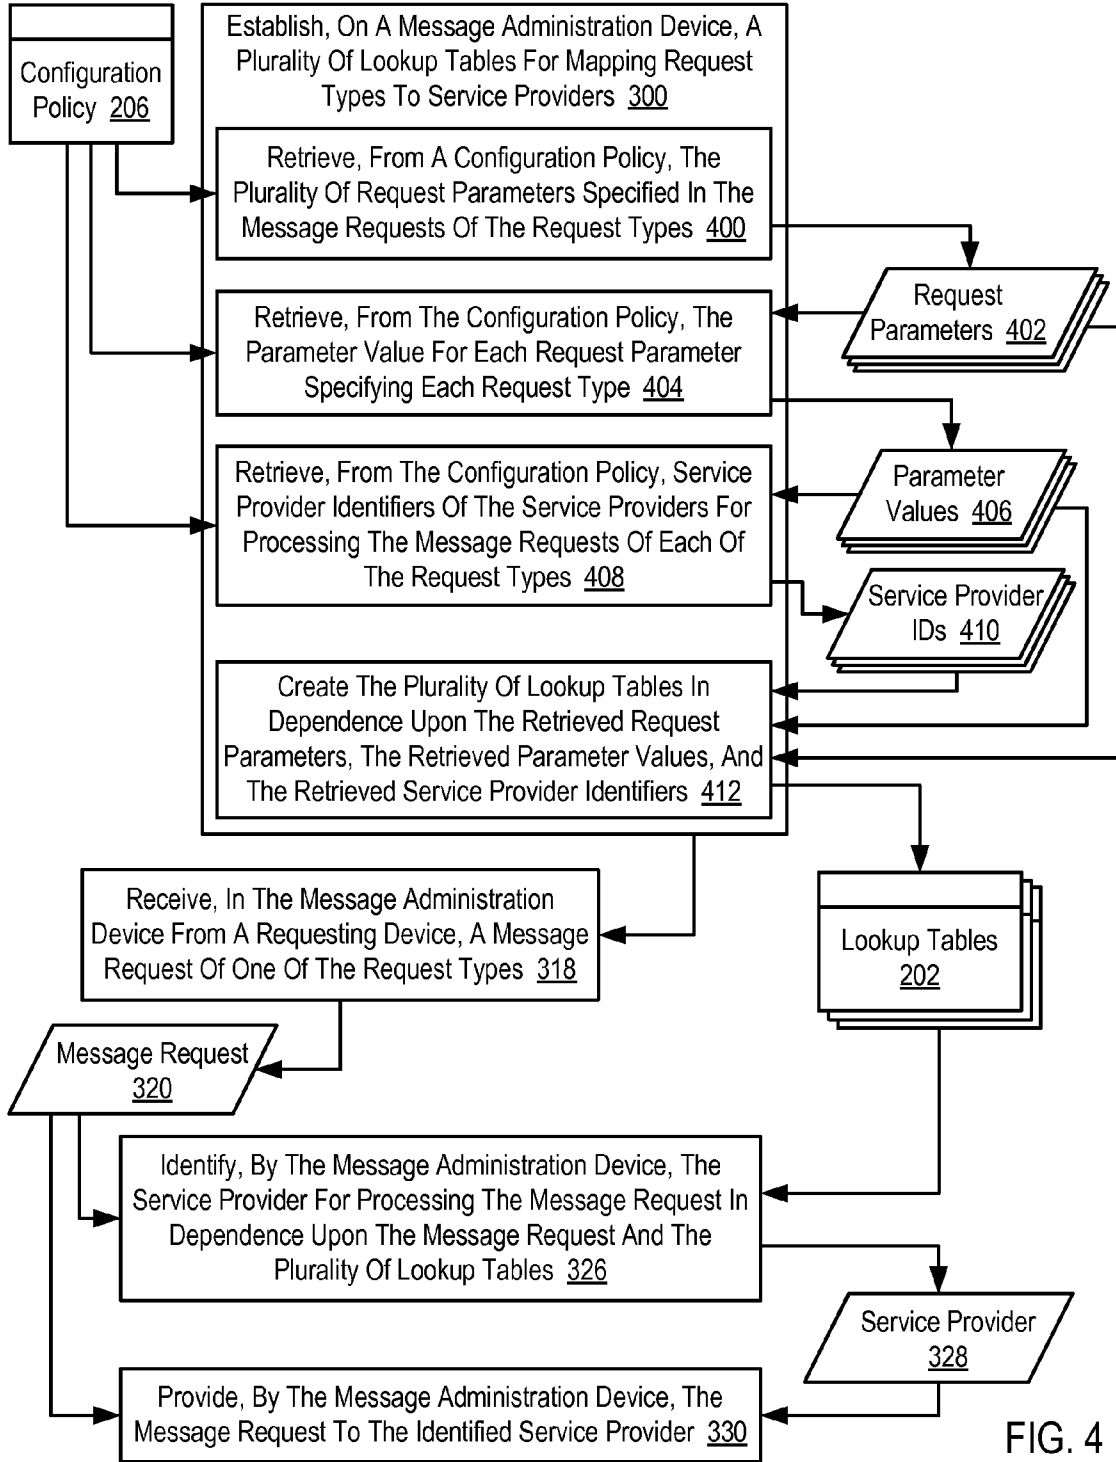 Configuration
Policy 206
Establish, On A Message Administration Device, A
Plurality Of Lookup Tables For Mapping Request
Types To Service Providers 300
Retrieve, From A Configuration Policy, The
Plurality Of Request Parameters Specified In The
Message Requests Of The Request Types 400
Request
Parameters 402
Retrieve, From The Configuration Policy, The
Parameter Value For Each Request Parameter
Specifying Each Request Type 404
Parameter
Values 406
Retrieve, From The Configuration Policy, Service
Provider Identifiers Of The Service Providers For
Processing The Message Requests Of Each Of
The Request Types 408
Service Provider
IDs 410
Create The Plurality Of Lookup Tables In
Dependence Upon The Retrieved Request
Parameters, The Retrieved Parameter Values, And
The Retrieved Service Provider Identifiers 412
Lookup Tables
202
Receive, In The Message Administration
Device From A Requesting Device, A Message
Request Of One Of The Request Types 318
Message Request
320
Identify, By The Message Administration Device, The
Service Provider For Processing The Message Request In
Dependence Upon The Message Request And The
Plurality Of Lookup Tables 326
Service Provider
328
Provide, By The Message Administration Device, The
Message Request To The Identified Service Provider 330
FIG. 4